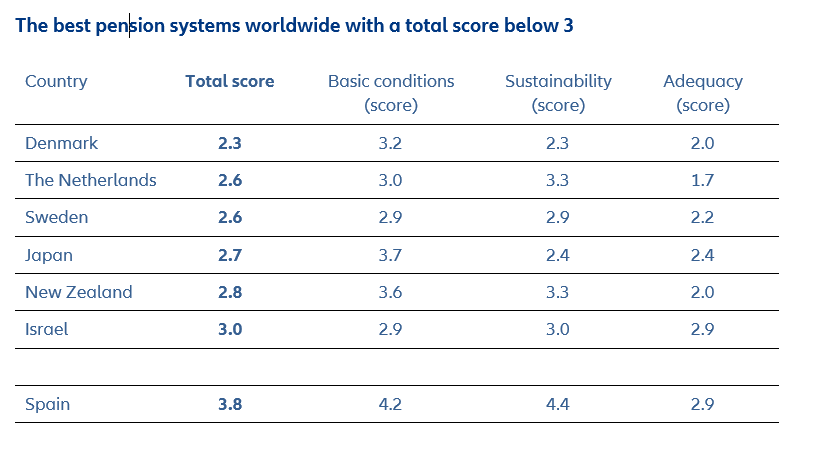 The best pension systems worldwide with a total score below 3
Country Total score Basic conditions (score) Sustainability (score) Adequacy (score)
Denmark 2.3 3.2 2.3 2.0
The Netherlands 2.6 3.0 3.3 1.7
Sweden 2.6 2.9 2.9 2.2
Japan 2.7 3.7 2.4 2.4
New Zealand 2.8 3.6 3.3 2.0
Israel 3.0 2.9 3.0 2.9
Spain 3.8 4.2 4.4 2.9